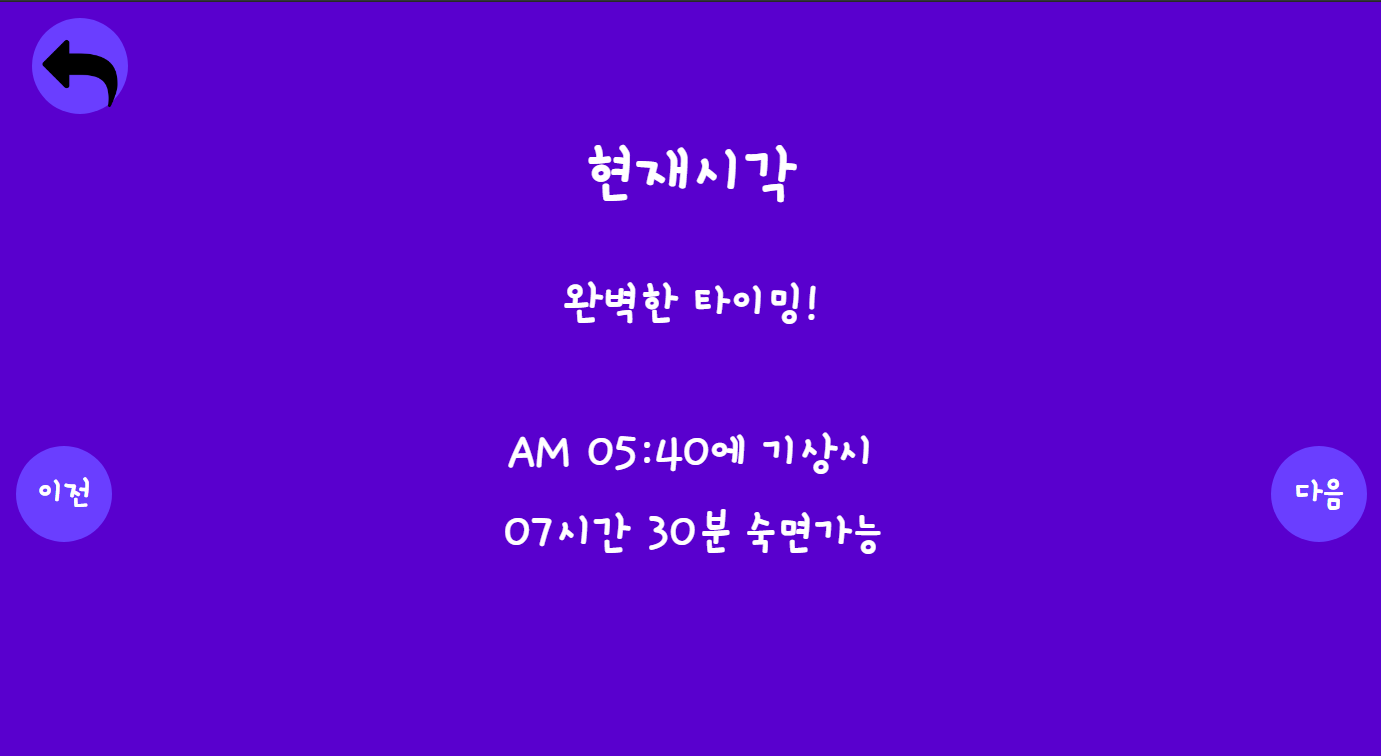 현재시각
완벽한 타이밍!
AM 05:40에 기상시
07시간 30분 숙면가능
이전
다음